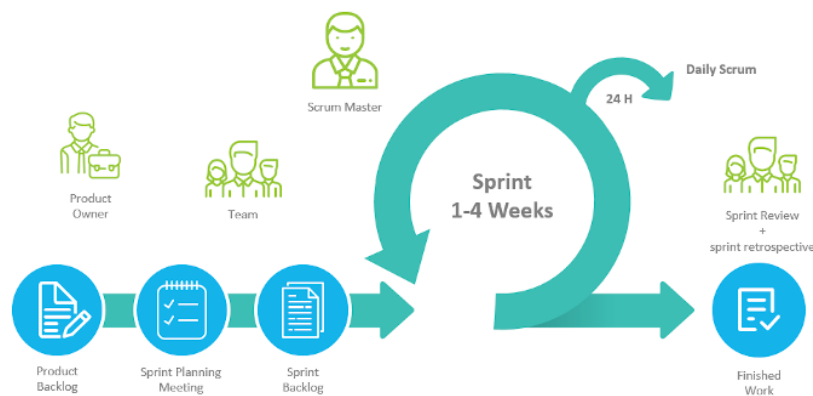 Scrum Master
Daily Scrum
24 H
Product
Owner
Team
Sprint
1-4 Weeks
Sprint Review
+
sprint retrospective
Product
Backlog
Sprint Planning
Meeting
Sprint
Backlog
Finished
Work